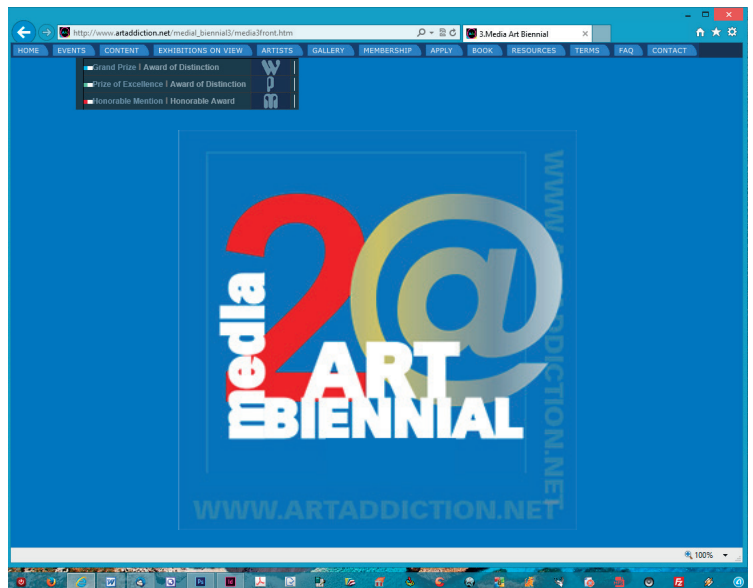 http://www.artaddiction.net/medial_biennial3/media3front.htm
3.Media Art Biennial
HOME EVENTS CONTENT EXHIBITIONS ON VIEW ARTISTS GALLERY MEMBERSHIP APPLY BOOK RESOURCES TERMS FAQ CONTACT
Grand Prize | Award of Distinction
Prize of Excellence | Award of Distinction
Honorable Mention | Honorable Award
WWW.ARTADDICTION.NET
media
2@
ART
BIENNIAL
WWW.ARTADDICTION.NET
100%